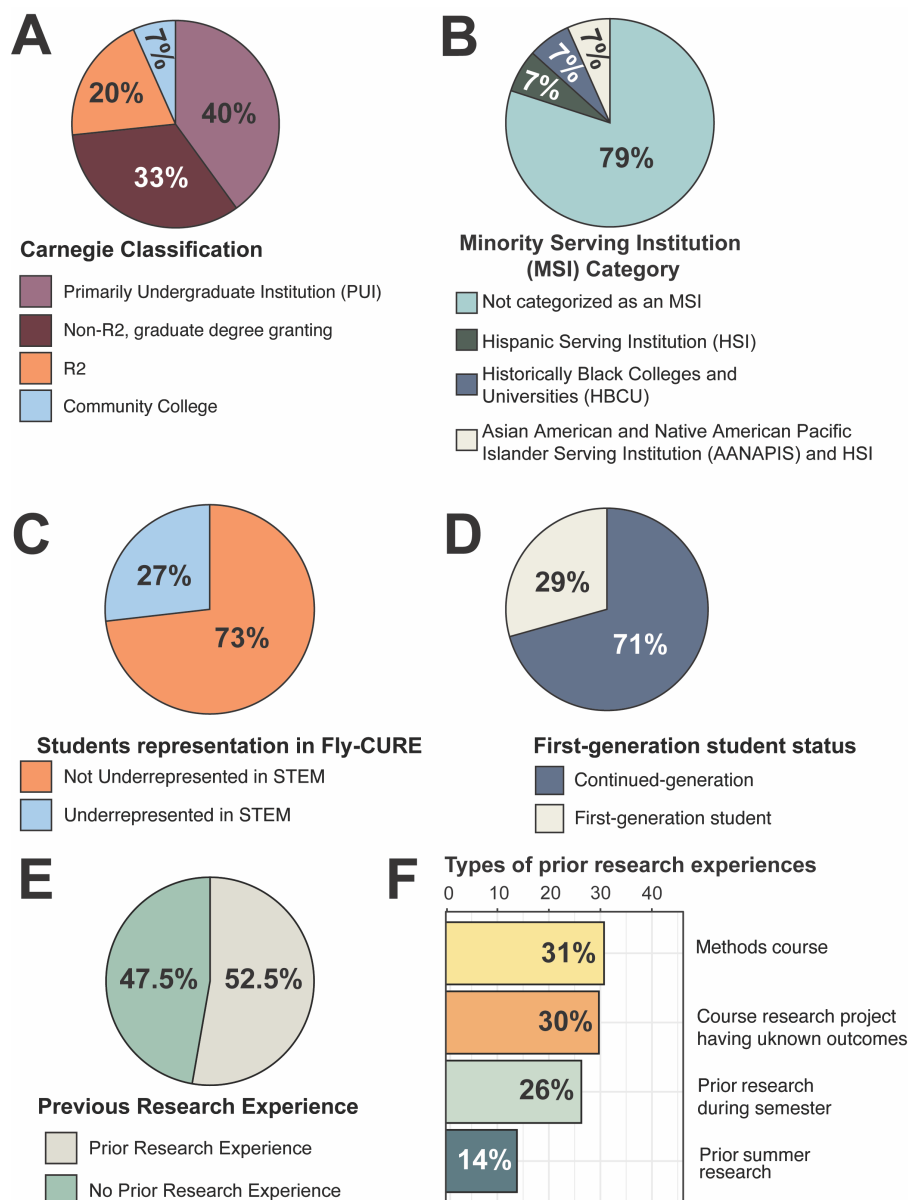 A
7%
20%
40%
33%
Carnegie Classification
Primarily Undergraduate Institution (PUI)
Non-R2, graduate degree granting
R2
Community College
B
7%
7%
7%
79%
Minority Serving Institution
(MSI) Category
Not categorized as an MSI
Hispanic Serving Institution (HSI)
Historically Black Colleges and
Universities (HBCU)
Asian American and Native American Pacific
Islander Serving Institution (AANAPIS) and HSI
C
27%
73%
Students representation in Fly-CURE
Not Underrepresented in STEM
Underrepresented in STEM
D
29%
71%
First-generation student status
Continued-generation
First-generation student
E
47.5%
52.5%
Previous Research Experience
Prior Research Experience
No Prior Research Experience
F
Types of prior research experiences
0 10 20 30 40
31%
Methods course
30%
Course research project
having uknown outcomes
26%
Prior research
during semester
14%
Prior summer
research